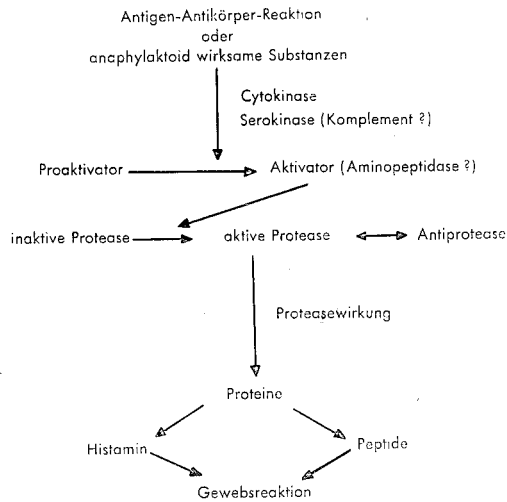 Antigen-Antikörper-Reaktion
oder
anaphylaktoid wirksame Substanzen
Cytokinase
Serokinase (Komplement ?)
Proaktivator
Aktivator (Aminopeptidase ?)
inaktive Protease
aktive Protease
Antiprotease
Proteasewirkung
Proteine
Histamin
Peptide
Gewebsreaktion